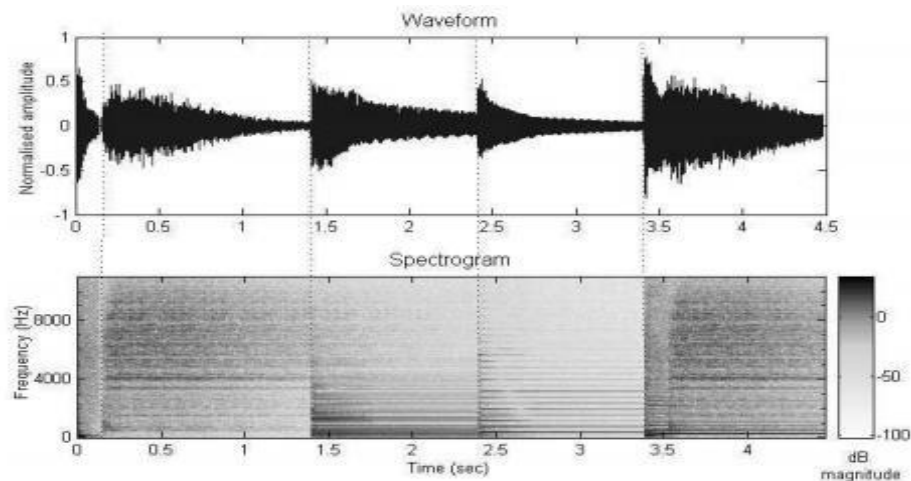 Waveform
Normalised amplitude
1
0.5
0
-0.5
-1
0 0.5 1 1.5 2 2.5 3 3.5 4 4.5
Spectrogram
Frequency (Hz)
8000
4000
0
0 0.5 1 1.5 2 2.5 3 3.5 4
Time (sec)
0
-50
-100
dB
magnitude